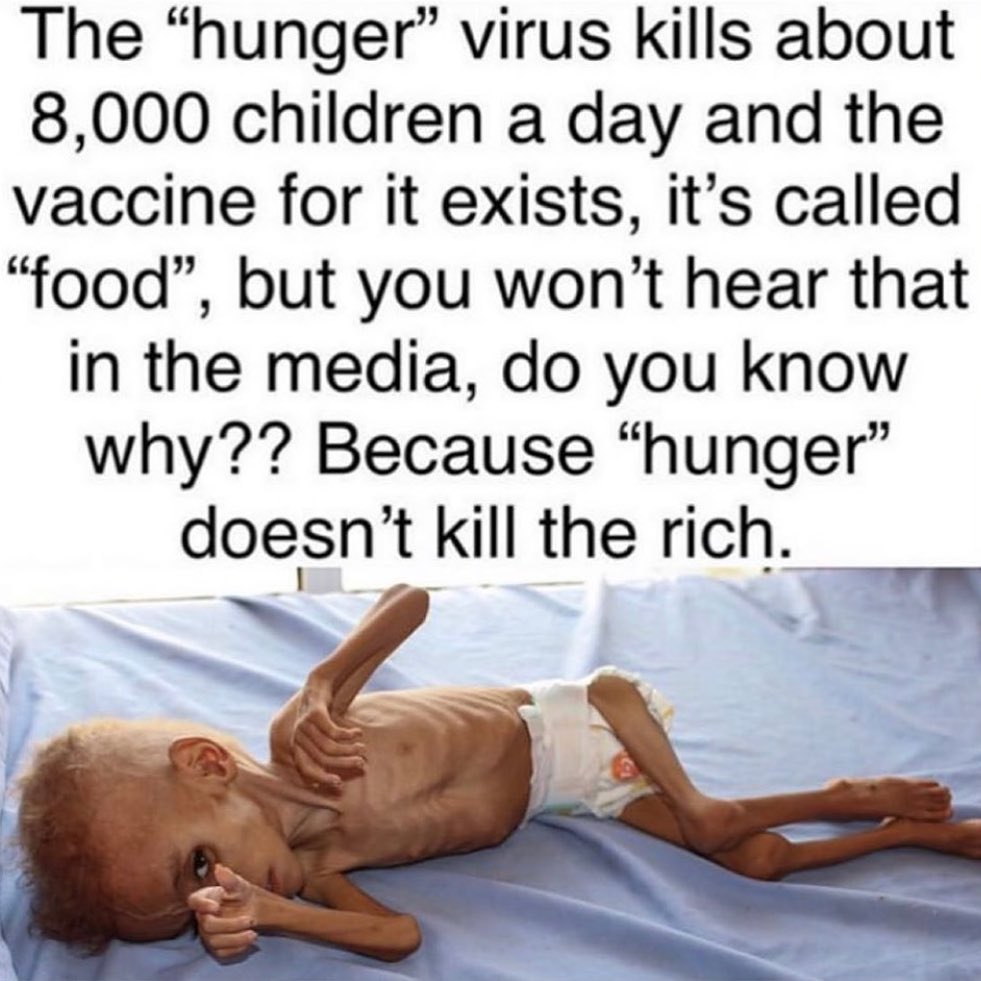 The “hunger” virus kills about
8,000 children a day and the
vaccine for it exists, it’s called
“food”, but you won’t hear that
in the media, do you know
why?? Because “hunger”
doesn’t kill the rich.